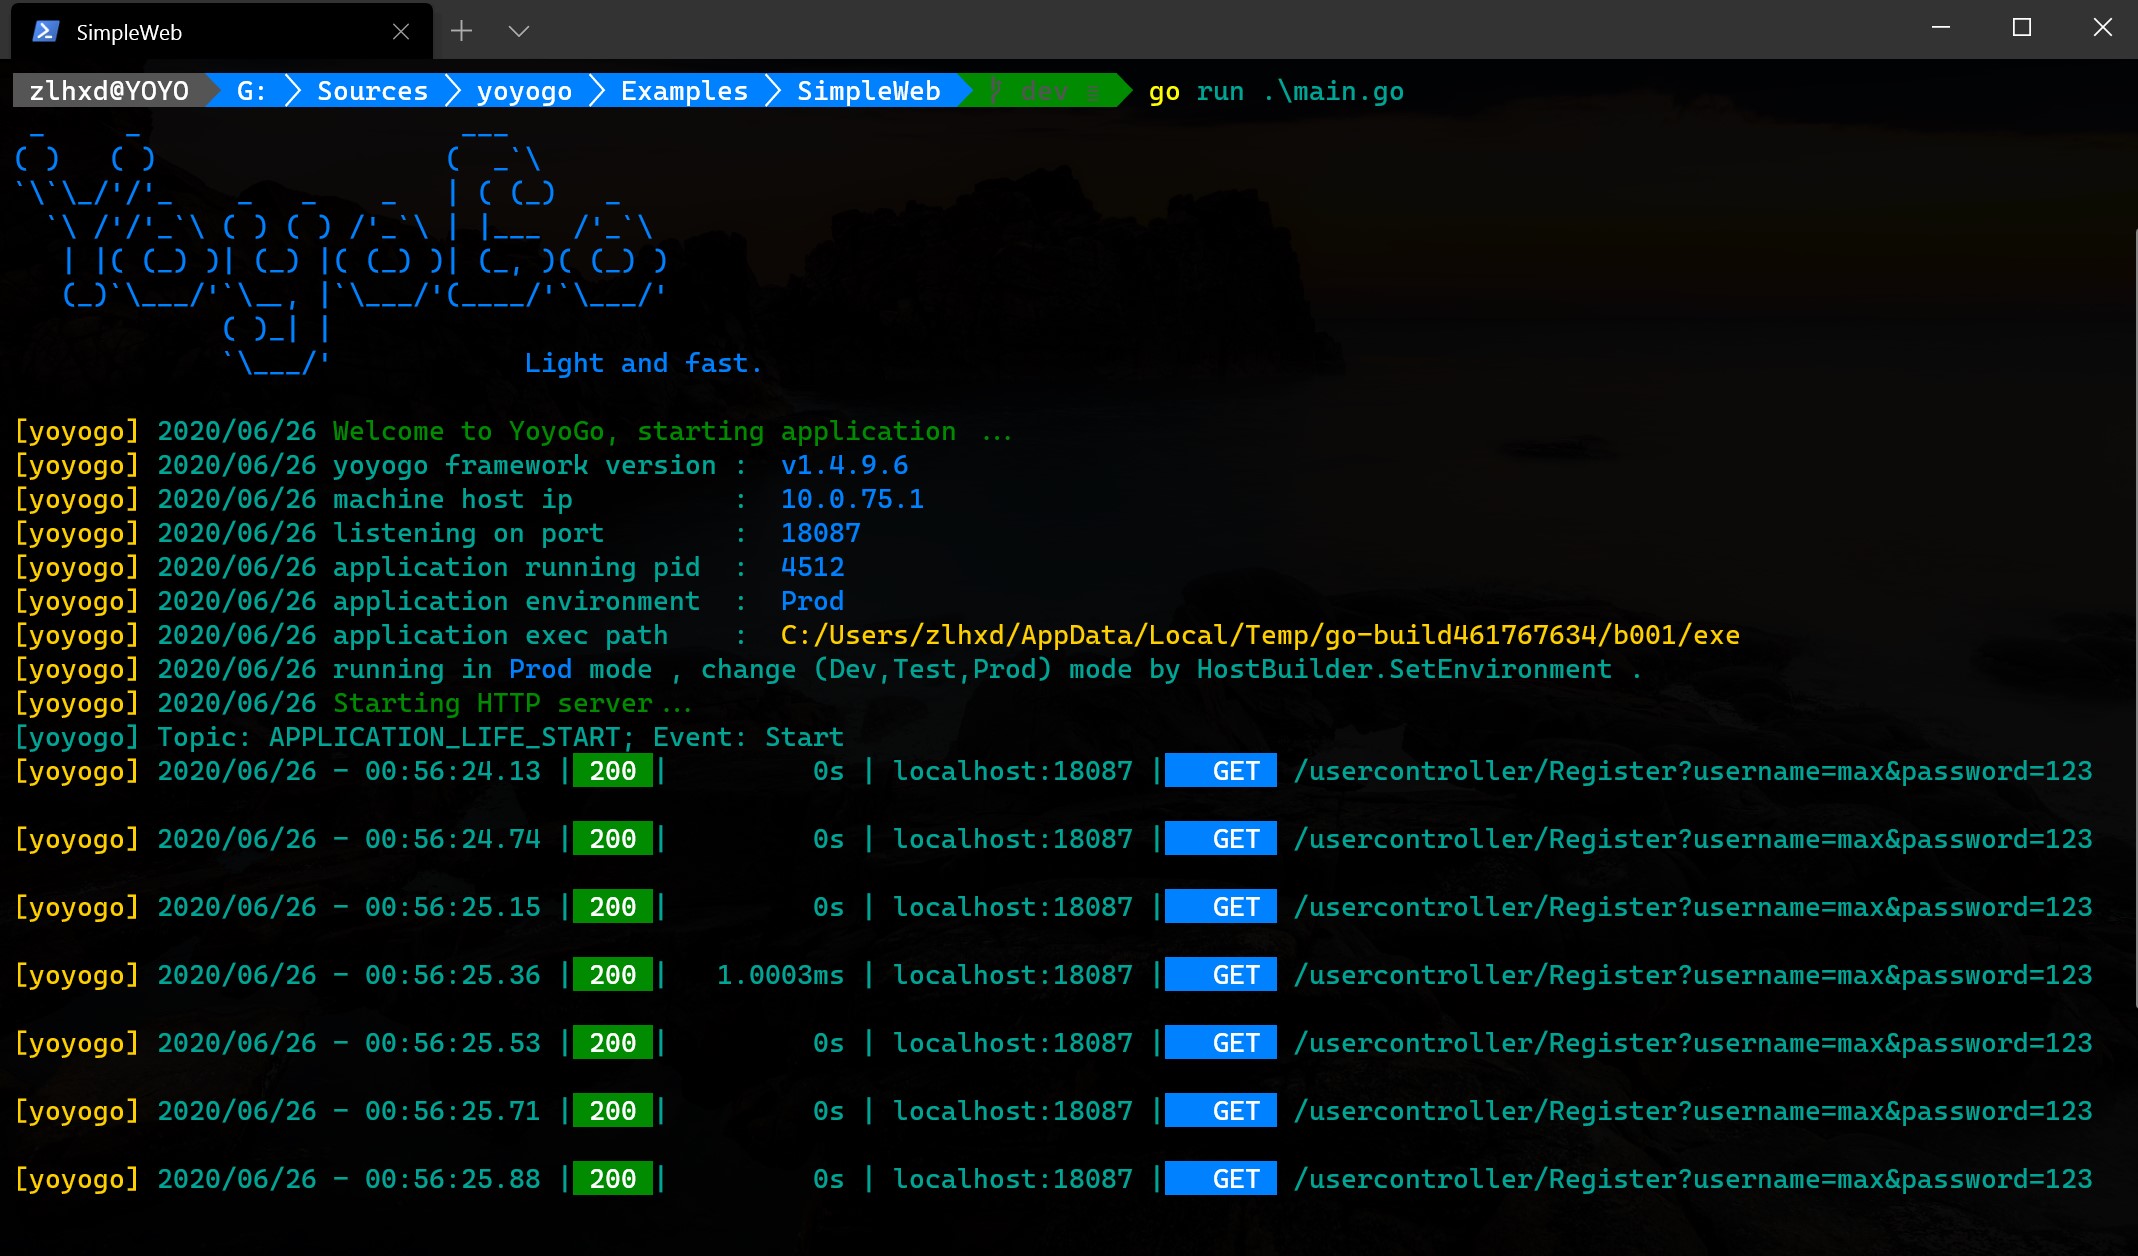 SimpleWeb
zlhxd@YOYO G: Sources yoyogo Examples SimpleWeb dev ≡ go run .\main.go
 _     _                    ___
( )   ( )                  (  _`\
`\`\_/'/'_    _   _    _   | ( (_)   _
  `\ /'/'_`\ ( ) ( ) /'_`\ | |___  /'_`\
   | |( (_) )| (_) |( (_) )| (_, )( (_) )
   (_)`\___/'`\__, |`\___/'(____/'`\___/'
             ( )_| |
             `\___/'            Light and fast.
[yoyogo] 2020/06/26 Welcome to YoyoGo, starting application ...
[yoyogo] 2020/06/26 yoyogo framework version :  v1.4.9.6
[yoyogo] 2020/06/26 machine host ip          :  10.0.75.1
[yoyogo] 2020/06/26 listening on port        :  18087
[yoyogo] 2020/06/26 application running pid  :  4512
[yoyogo] 2020/06/26 application environment  :  Prod
[yoyogo] 2020/06/26 application exec path    :  C:/Users/zlhxd/AppData/Local/Temp/go-build461767634/b001/exe
[yoyogo] 2020/06/26 running in Prod mode , change (Dev,Test,Prod) mode by HostBuilder.SetEnvironment .
[yoyogo] 2020/06/26 Starting HTTP server...
[yoyogo] Topic: APPLICATION_LIFE_START; Event: Start
[yoyogo] 2020/06/26 - 00:56:24.13 | 200 |         0s | localhost:18087 |   GET  /usercontroller/Register?username=max&password=123
[yoyogo] 2020/06/26 - 00:56:24.74 | 200 |         0s | localhost:18087 |   GET  /usercontroller/Register?username=max&password=123
[yoyogo] 2020/06/26 - 00:56:25.15 | 200 |         0s | localhost:18087 |   GET  /usercontroller/Register?username=max&password=123
[yoyogo] 2020/06/26 - 00:56:25.36 | 200 |   1.0003ms | localhost:18087 |   GET  /usercontroller/Register?username=max&password=123
[yoyogo] 2020/06/26 - 00:56:25.53 | 200 |         0s | localhost:18087 |   GET  /usercontroller/Register?username=max&password=123
[yoyogo] 2020/06/26 - 00:56:25.71 | 200 |         0s | localhost:18087 |   GET  /usercontroller/Register?username=max&password=123
[yoyogo] 2020/06/26 - 00:56:25.88 | 200 |         0s | localhost:18087 |   GET  /usercontroller/Register?username=max&password=123